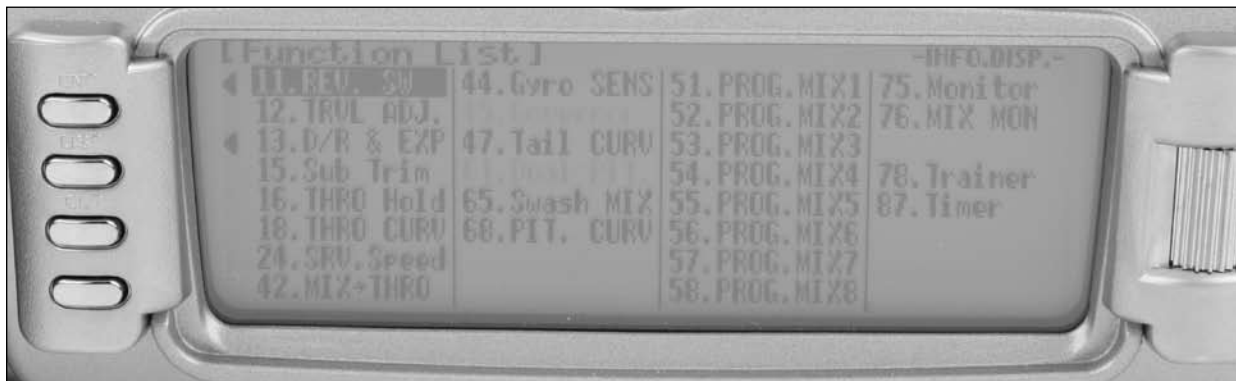 [Function List]
-INFO.DISP.-
11.REV. SW
12.TRVL ADJ.
13.D/R & EXP
15.Sub Trim
16.THRO Hold
18.THRO CURV
24.SRV.Speed
42.MIX→THRO
44.Gyro SENS
47.Tail CURV
65.Swash MIX
68.PIT. CURV
51.PROG.MIX1
52.PROG.MIX2
53.PROG.MIX3
54.PROG.MIX4
55.PROG.MIX5
56.PROG.MIX6
57.PROG.MIX7
58.PROG.MIX8
75.Monitor
76.MIX MON
78.Trainer
87.Timer
ENT